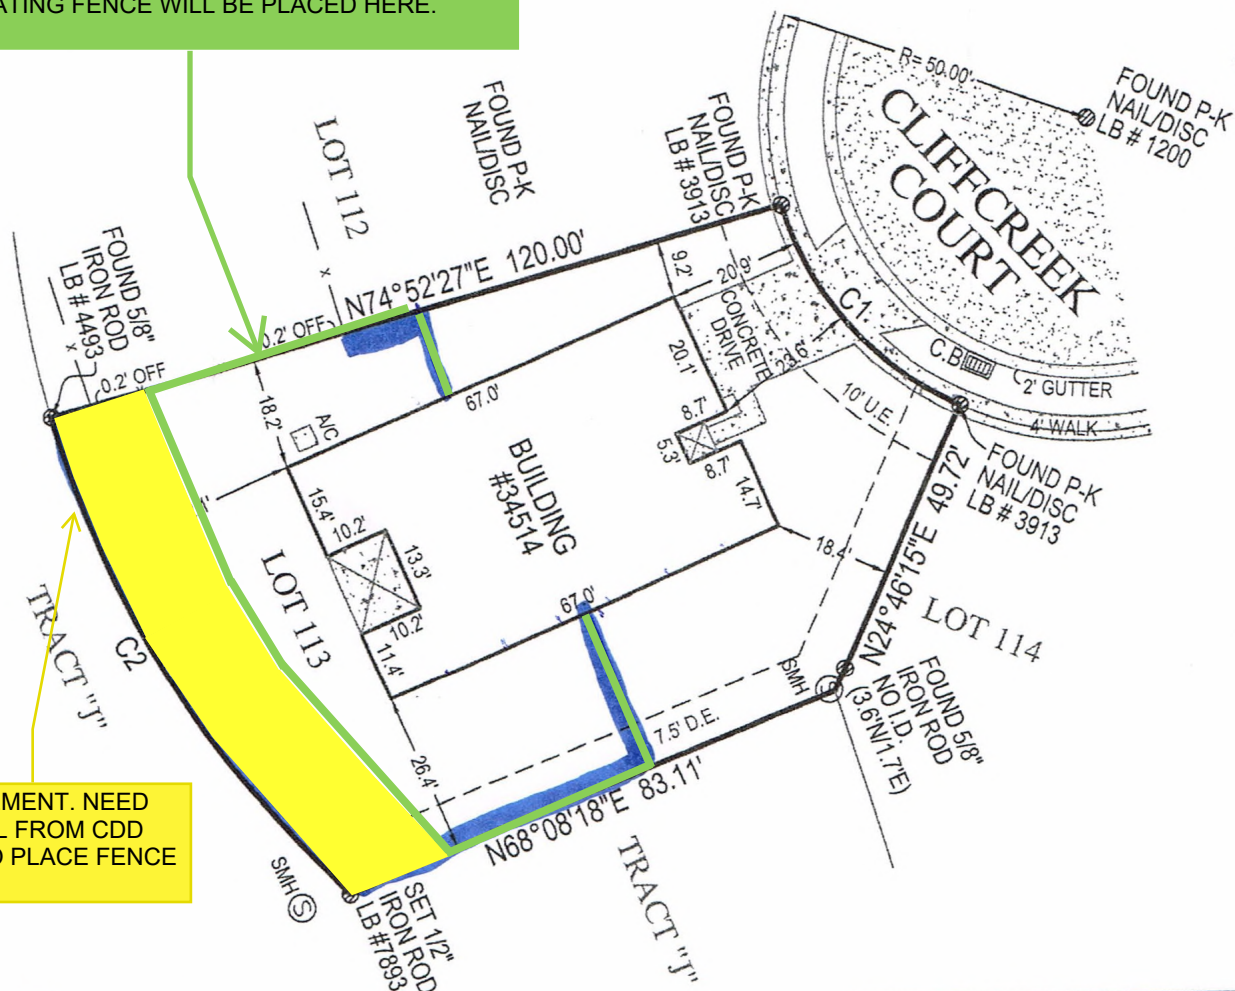 ATING FENCE WILL BE PLACED HERE.
R= 50.00'
FOUND P-K
NAIL/DISC
LB # 1200
CLIFFCREEK
COURT
FOUND P-K
NAIL/DISC
FOUND P-K
NAIL/DISC
LB # 3913
LOT 112
x
FOUND 5/8"
IRON ROD
LB # 4493
x
N74°52'27"E 120.00'
0.2' OFF
0.2' OFF
9.2'
20.9'
CONCRETE
DRIVE
20.1'
23.6'
C1
C.B
2' GUTTER
4' WALK
10' U.E.
18.2'
A/C
67.0'
8.7'
5.3'
8.7'
14.7'
BUILDING
#34514
15.4'
10.2'
13.3'
10.2'
11.4'
LOT 113
67.0'
18.4'
N24°46'15"E 49.72'
FOUND P-K
NAIL/DISC
LB # 3913
LOT 114
TRACT "J"
C2
SMH
S
FOUND 5/8"
IRON ROD
NO I.D.
(3.6'N/1.7'E)
7.5' D.E.
26.4'
N68°08'18"E 83.11'
TRACT "J"
MENT. NEED
L FROM CDD
O PLACE FENCE
SMH
S
SET 1/2"
IRON ROD
LB #7893